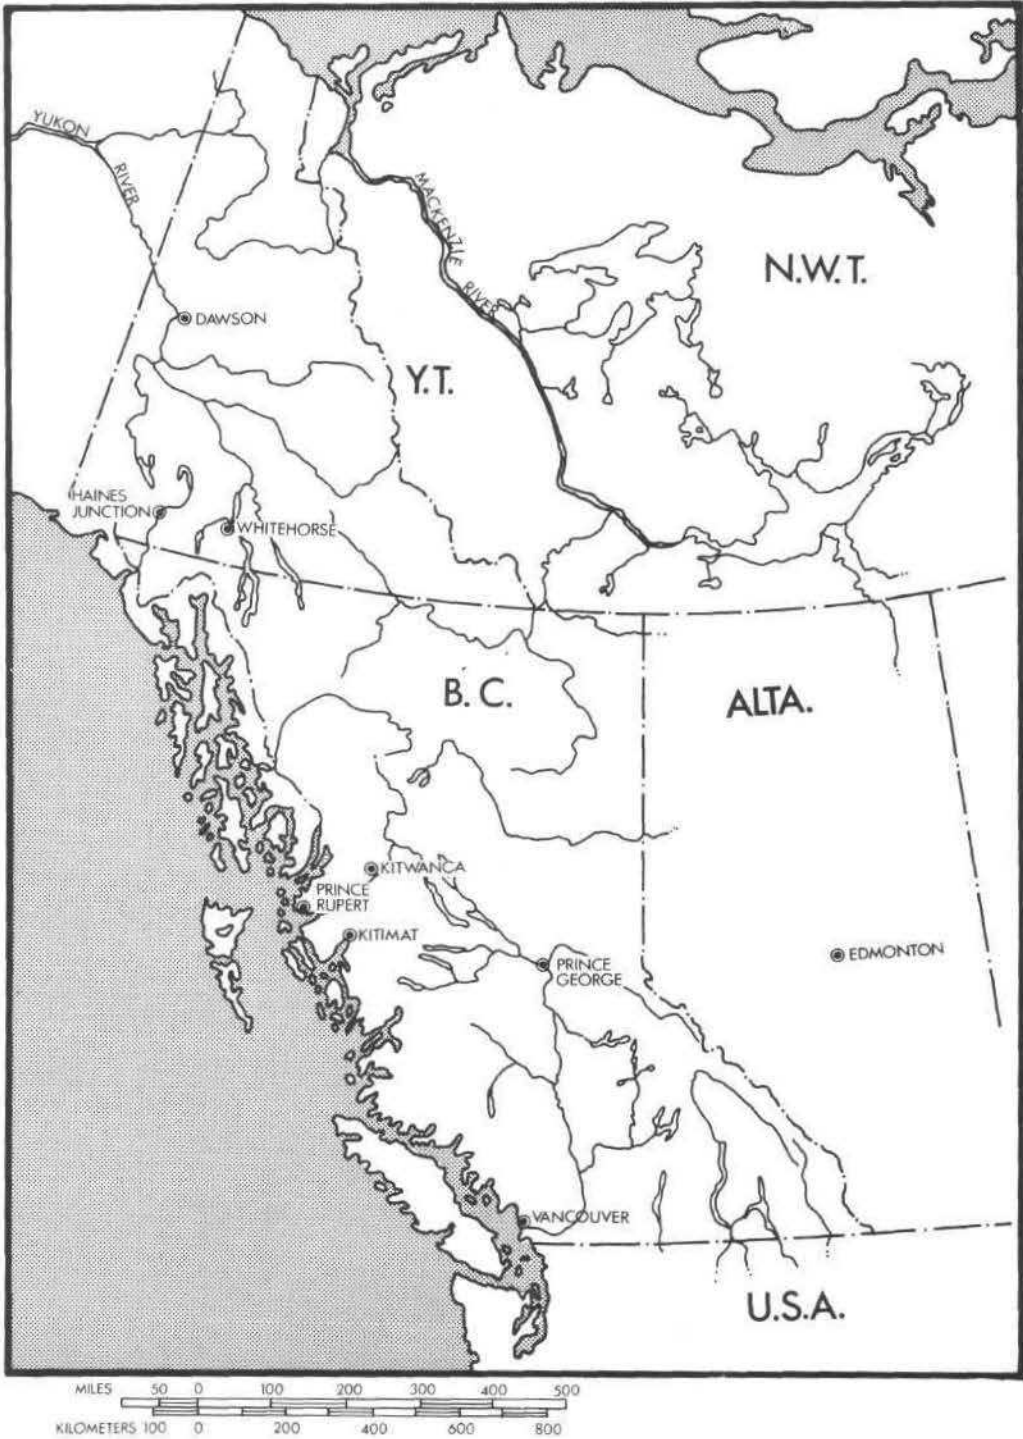 YUKON
RIVER
MACKENZIE
RIVER
N.W.T.
DAWSON
Y.T.
HAINES
JUNCTION
WHITEHORSE
B.C.
ALTA.
KITWANCA
PRINCE
RUPERT
KITIMAT
PRINCE
GEORGE
EDMONTON
VANCOUVER
U.S.A.
MILES 50 0 100 200 300 400 500
KILOMETERS 100 0 200 400 600 800